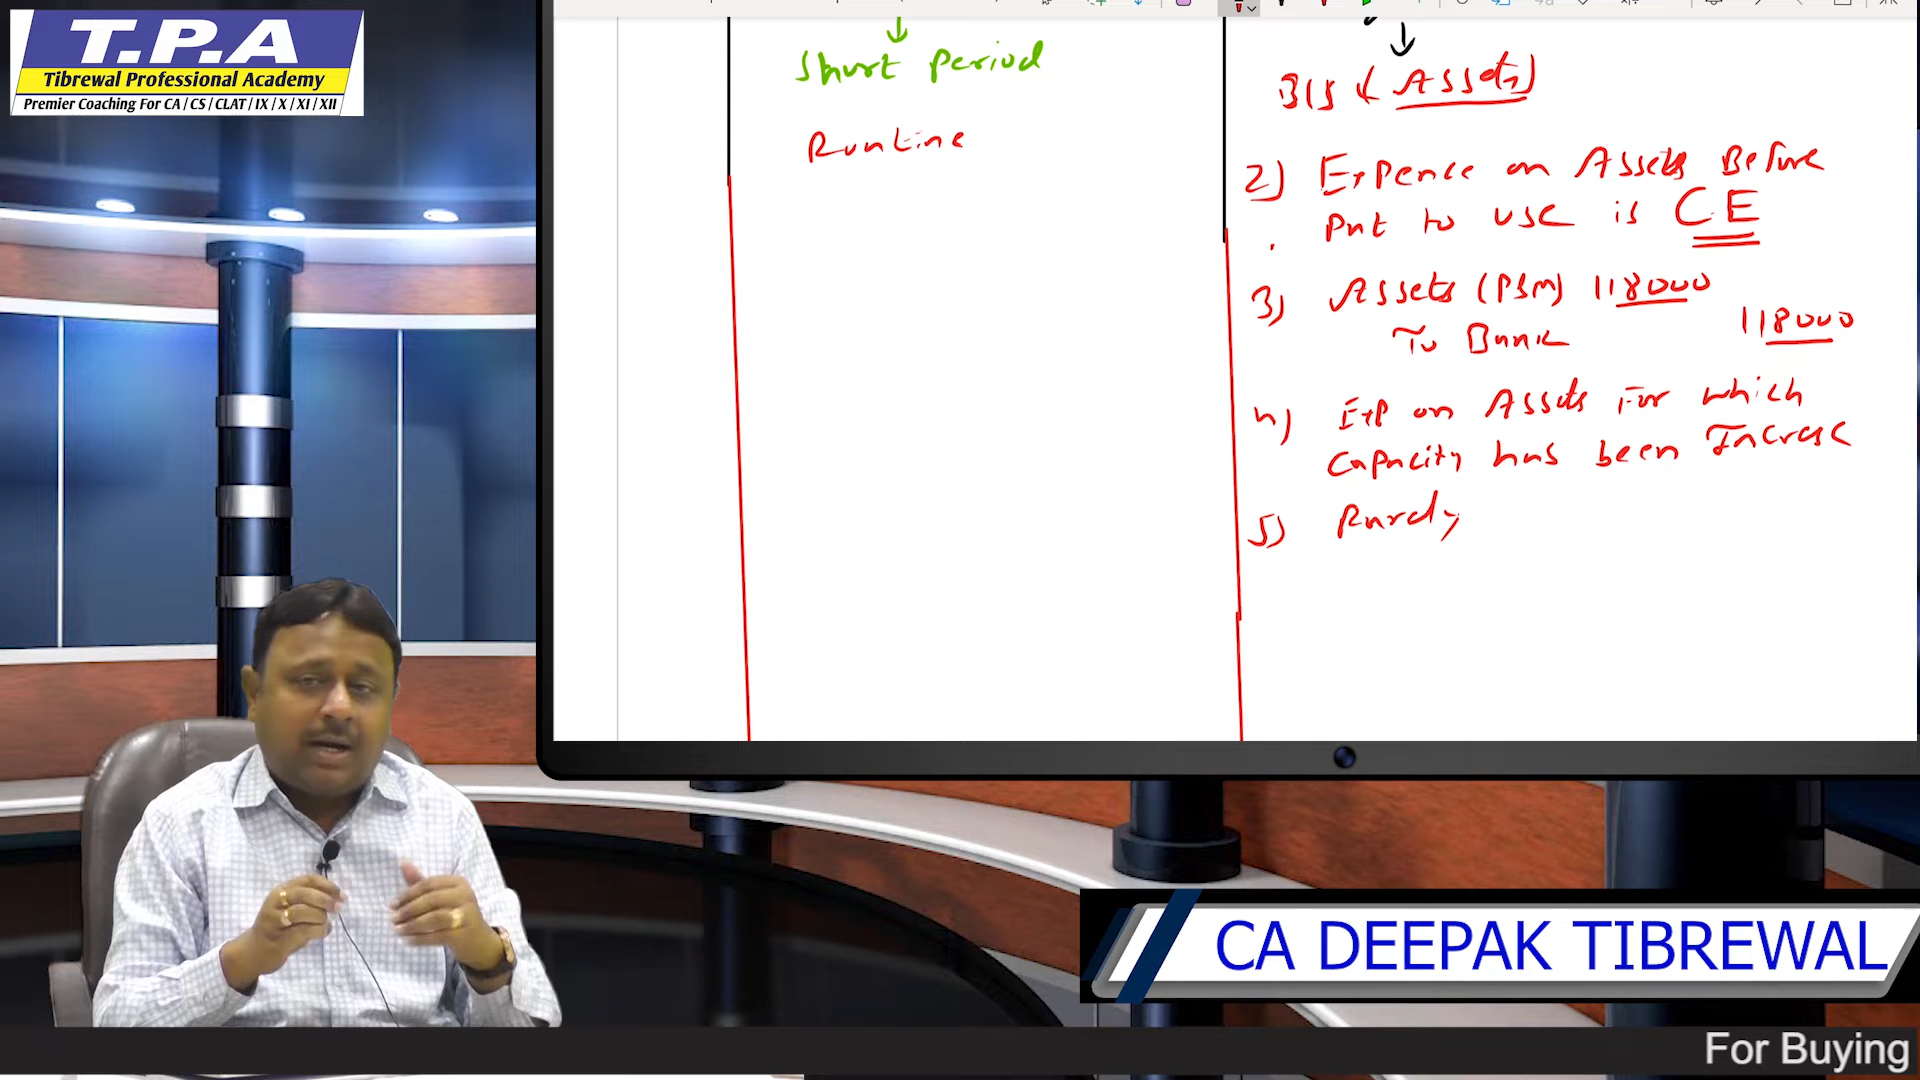 T.P.A
Tibrewal Professional Academy
Premier Coaching For CA / CS / CLAT / IX / X / XI / XII
Short Period
Runtine
B/S (Assets)
2) Expence on Assets Before
Put to use is CE
3) Assets (P&M) 118000
To Bank 118000
4) Exp on Assets For which
Capacity has been Increse
5) Rarely
CA DEEPAK TIBREWAL
For Buying